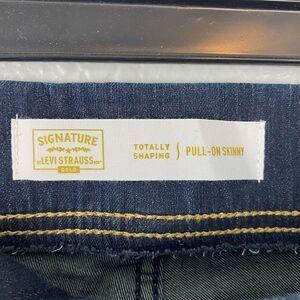 SIGNATURE
LEVI STRAUSS
GOLD
TOTALLY
SHAPING
PULL-ON SKINNY